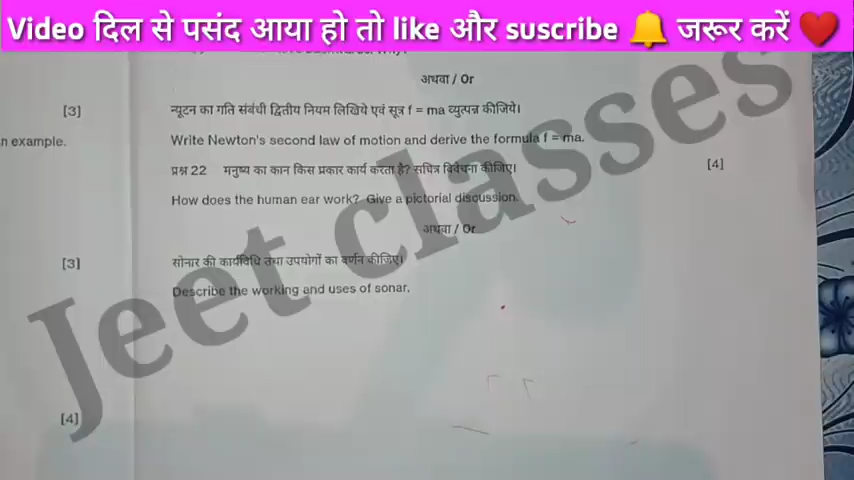 Video दिल से पसंद आया हो तो like और suscribe 🔔 जरूर करें ❤️
अथवा / Or
[3]
न्यूटन का गति संबंधी द्वितीय नियम लिखिये एवं सूत्र f = ma व्युत्पन्न कीजिये।
n example.
Write Newton's second law of motion and derive the formula f = ma.
प्रश्न 22 मनुष्य का कान किस प्रकार कार्य करता है? सचित्र विवेचना कीजिए।
[4]
How does the human ear work? Give a pictorial discussion.
अथवा / Or
[3]
सोनार की कार्यविधि तथा उपयोगों का वर्णन कीजिए।
Describe the working and uses of sonar.
[4]
Jeet classes